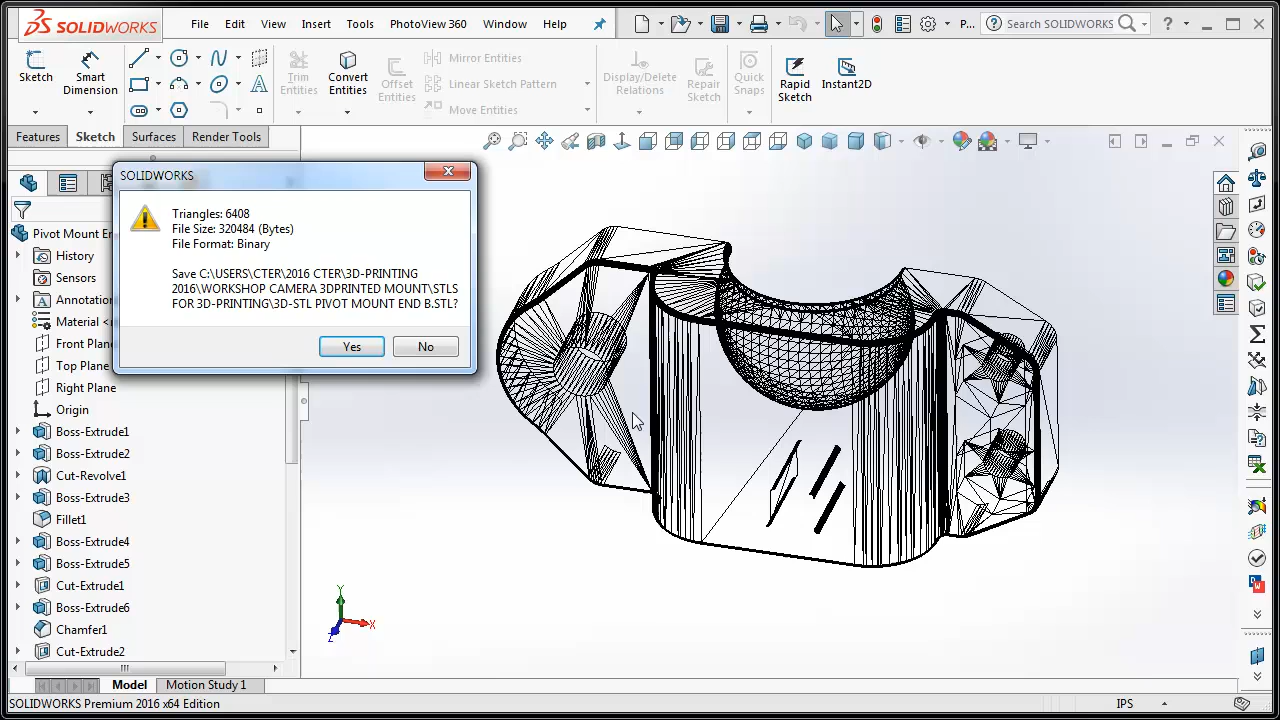 SOLIDWORKS
File Edit View Insert Tools PhotoView 360 Window Help
P...
Search SOLIDWORKS
Sketch
Smart Dimension
Trim Entities
Convert Entities
Offset Entities
Mirror Entities
Linear Sketch Pattern
Move Entities
Display/Delete Relations
Repair Sketch
Quick Snaps
Rapid Sketch
Instant2D
Features Sketch Surfaces Render Tools
SOLIDWORKS
Triangles: 6408
File Size: 320484 (Bytes)
File Format: Binary
Save C:\USERS\CTER\2016 CTER\3D-PRINTING
2016\WORKSHOP CAMERA 3DPRINTED MOUNT\STLS
FOR 3D-PRINTING\3D-STL PIVOT MOUNT END B.STL?
Yes No
Pivot Mount En
History
Sensors
Annotation
Material <
Front Plane
Top Plane
Right Plane
Origin
Boss-Extrude1
Boss-Extrude2
Cut-Revolve1
Boss-Extrude3
Fillet1
Boss-Extrude4
Boss-Extrude5
Cut-Extrude1
Boss-Extrude6
Chamfer1
Cut-Extrude2
Y
X
Z
Model Motion Study 1
SOLIDWORKS Premium 2016 x64 Edition
IPS